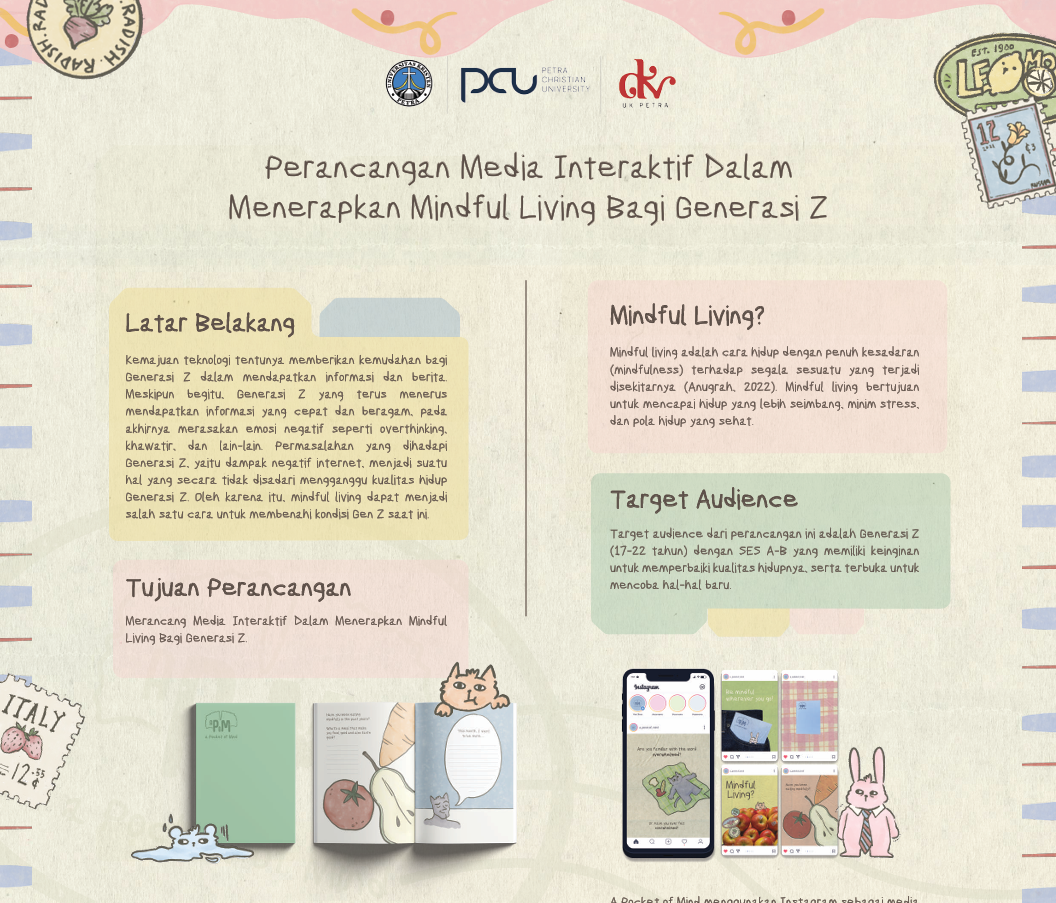 RADISH. RADISH.
EST. 1900
LEMO
12
ITALY
12.55
UNIVERSITAS KRISTEN
PETRA
PCU
PETRA
CHRISTIAN
UNIVERSITY
dkv
UK PETRA
Perancangan Media Interaktif Dalam
Menerapkan Mindful Living Bagi Generasi Z
Latar Belakang
Kemajuan teknologi tentunya memberikan kemudahan bagi
Generasi Z dalam mendapatkan informasi dan berita.
Meskipun begitu, Generasi Z yang terus menerus
mendapatkan informasi yang cepat dan beragam, pada
akhirnya merasakan emosi negatif seperti overthinking,
khawatir, dan lain-lain. Permasalahan yang dihadapi
Generasi Z, yaitu dampak negatif internet, menjadi suatu
hal yang secara tidak disadari mengganggu kualitas hidup
Generasi Z. Oleh karena itu, mindful living dapat menjadi
salah satu cara untuk membenahi kondisi Gen Z saat ini.
Tujuan Perancangan
Merancang Media Interaktif Dalam Menerapkan Mindful
Living Bagi Generasi Z.
Mindful Living?
Mindful living adalah cara hidup dengan penuh kesadaran
(mindfulness) terhadap segala sesuatu yang terjadi
disekitarnya (Anugrah, 2022). Mindful living bertujuan
untuk mencapai hidup yang lebih seimbang, minim stress,
dan pola hidup yang sehat.
Target Audience
Target audience dari perancangan ini adalah Generasi Z
(17-22 tahun) dengan SES A-B yang memiliki keinginan
untuk memperbaiki kualitas hidupnya, serta terbuka untuk
mencoba hal-hal baru.
Instagram
Are you familiar with the word
overwhelmed?
Be mindful
wherever you go!
Mindful
Living?
A Pocket of Mind menggunakan Instagram sebagai media